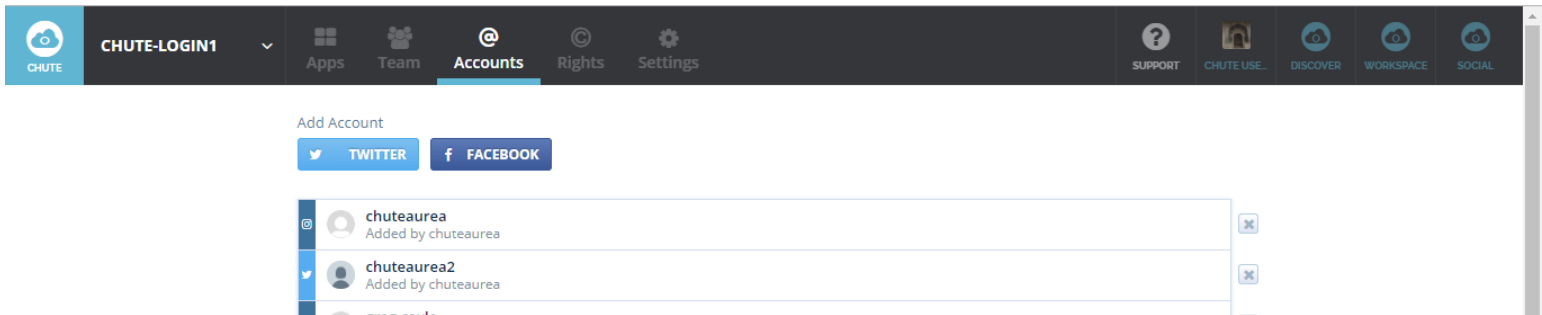 CHUTE
CHUTE-LOGIN1
Apps
Team
@
Accounts
©
Rights
Settings
?
SUPPORT
CHUTE USE...
DISCOVER
WORKSPACE
SOCIAL
Add Account
TWITTER
f FACEBOOK
chuteaurea
Added by chuteaurea
chuteaurea2
Added by chuteaurea